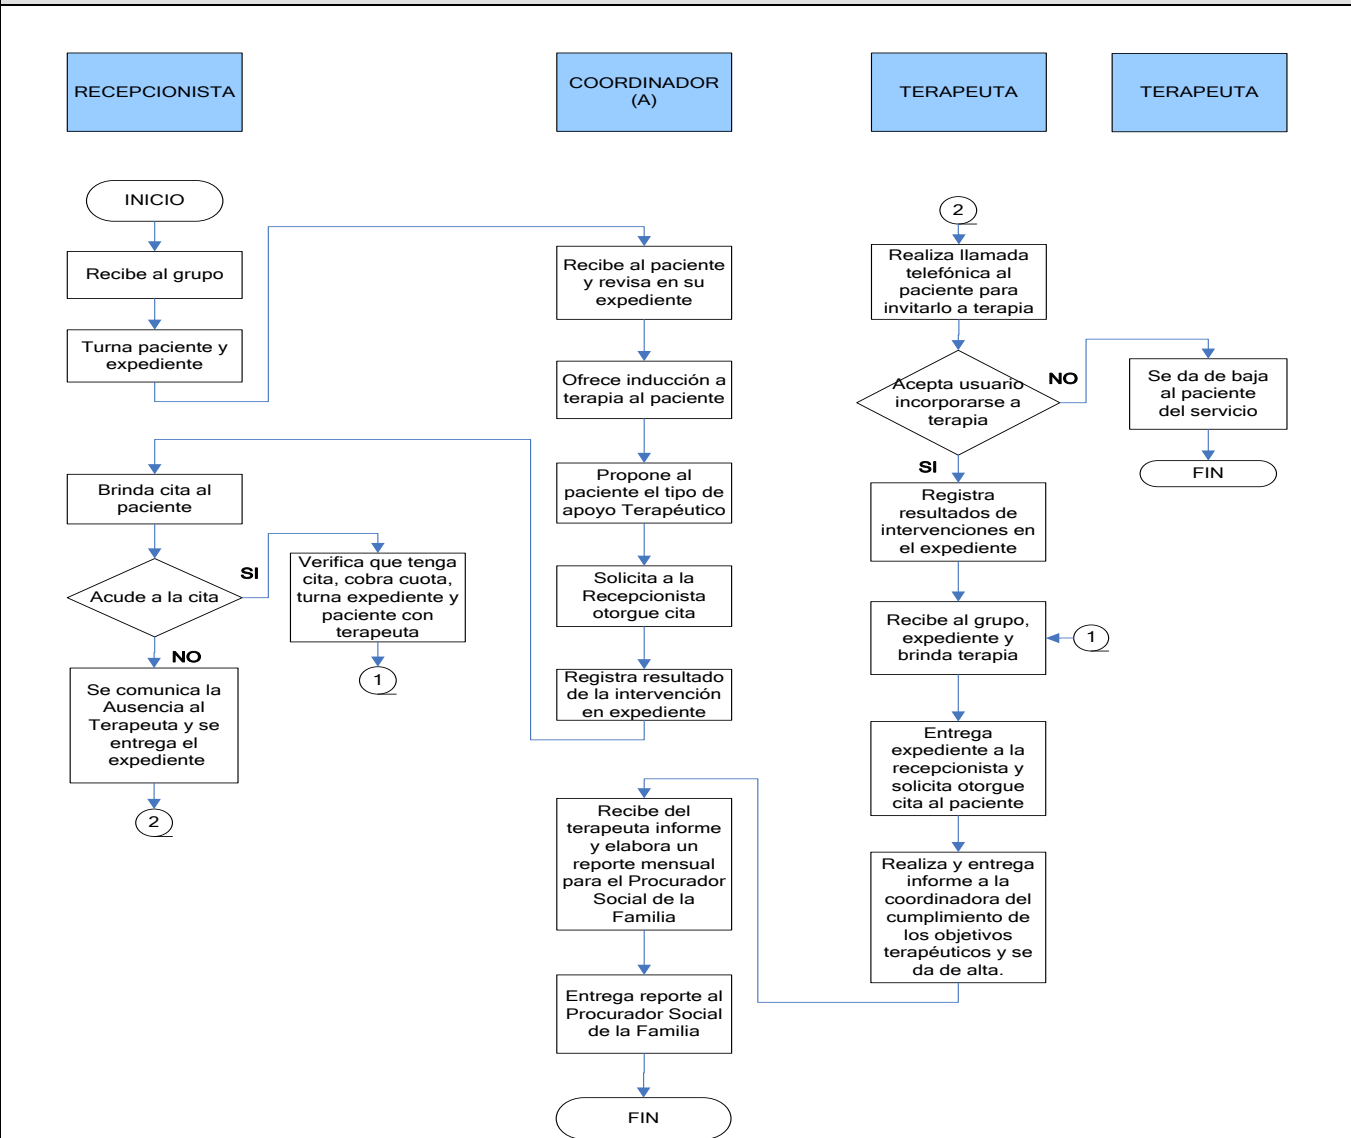 RECEPCIONISTA
COORDINADOR
(A)
TERAPEUTA
TERAPEUTA
INICIO
Recibe al grupo
Turna paciente y
expediente
Brinda cita al
paciente
Acude a la cita
SI
NO
Verifica que tenga
cita, cobra cuota,
turna expediente y
paciente con
terapeuta
1
Se comunica la
Ausencia al
Terapeuta y se
entrega el
expediente
2
Recibe al paciente
y revisa en su
expediente
Ofrece inducción a
terapia al paciente
Propone al
paciente el tipo de
apoyo Terapéutico
Solicita a la
Recepcionista
otorgue cita
Registra resultado
de la intervención
en expediente
Recibe del
terapeuta informe
y elabora un
reporte mensual
para el Procurador
Social de la
Familia
Entrega reporte al
Procurador Social
de la Familia
FIN
2
Realiza llamada
telefónica al
paciente para
invitarlo a terapia
Acepta usuario
incorporarse a
terapia
NO
SI
Registra
resultados de
intervenciones en
el expediente
Recibe al grupo,
expediente y
brinda terapia
1
Entrega
expediente a la
recepcionista y
solicita otorgue
cita al paciente
Realiza y entrega
informe a la
coordinadora del
cumplimiento de
los objetivos
terapéuticos y se
da de alta.
Se da de baja
al paciente
del servicio
FIN